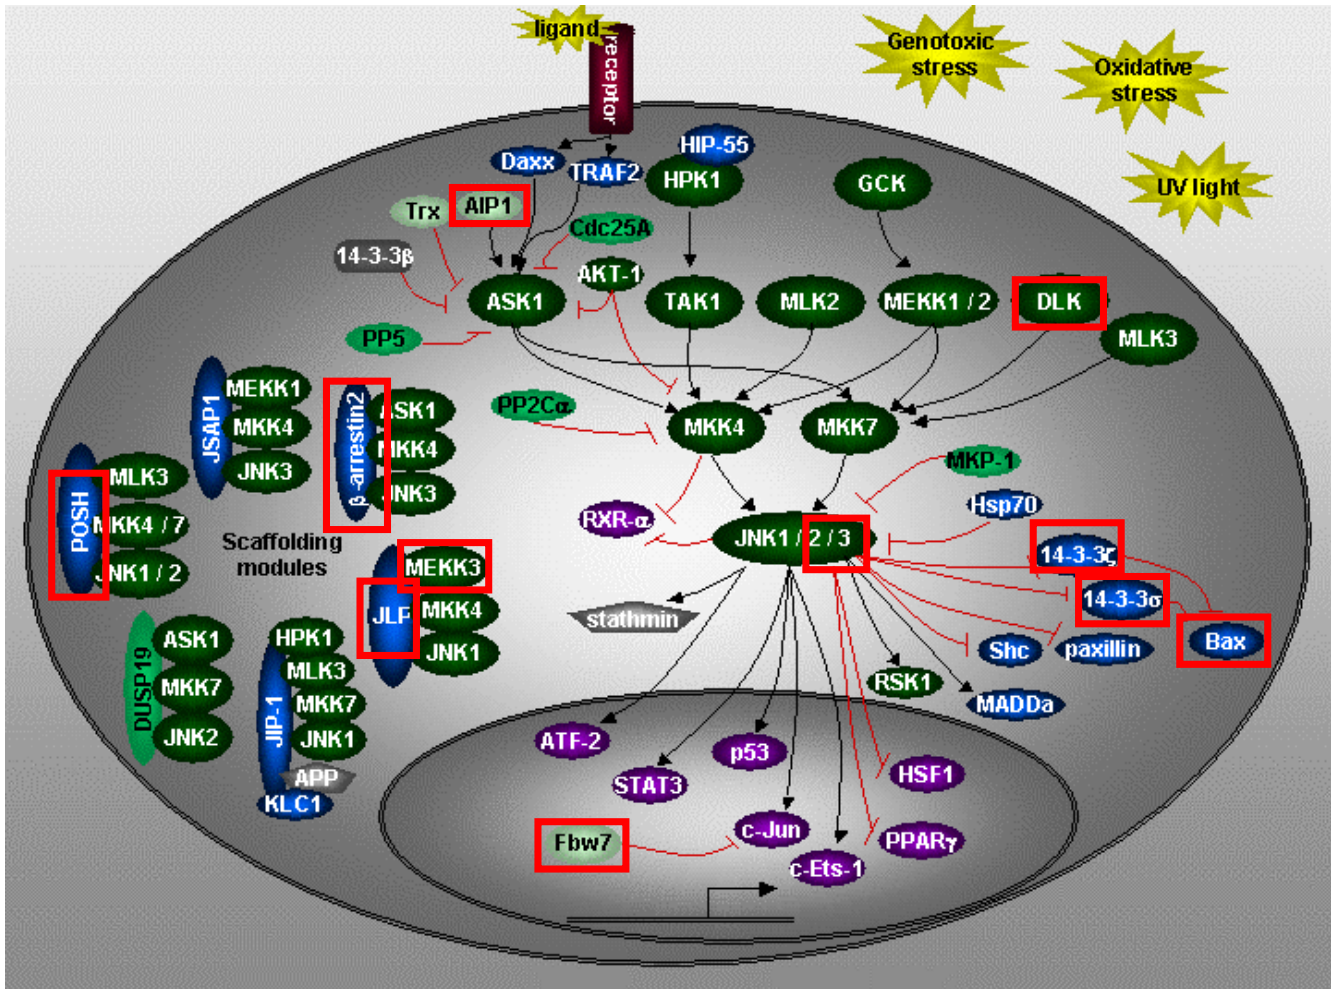 ligand
receptor
Genotoxic
stress
Oxidative
stress
UV light
HIP-55
Daxx
TRAF2
HPK1
GCK
Trx
AIP1
Cdc25A
14-3-3β
AKT-1
ASK1
TAK1
MLK2
MEKK1 / 2
DLK
MLK3
PP5
JSAP1
MEKK1
MKK4
JNK3
β-arrestin2
ASK1
MKK4
JNK3
PP2Cα
MKK4
MKK7
MKP-1
Hsp70
POSH
MLK3
MKK4 / 7
JNK1 / 2
Scaffolding
modules
RXR-α
JNK1 / 2 / 3
14-3-3ζ
14-3-3σ
Bax
JLP
MEKK3
MKK4
JNK1
stathmin
Shc
paxillin
RSK1
MADDa
DUSP19
ASK1
MKK7
JNK2
JIP-1
HPK1
MLK3
MKK7
JNK1
APP
KLC1
ATF-2
STAT3
p53
HSF1
c-Jun
PPARγ
Fbw7
c-Ets-1